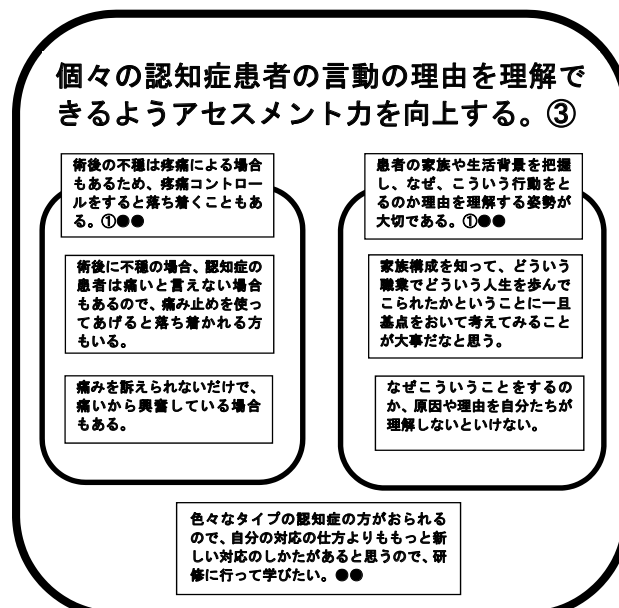 個々の認知症患者の言動の理由を理解で
きるようアセスメント力を向上する。③
術後の不穏は疼痛による場合
もあるため、疼痛コントロー
ルをすると落ち着くこともあ
る。①●●
術後に不穏の場合、認知症の
患者は痛いと言えない場合
もあるので、痛み止めを使っ
てあげると落ち着かれる方
もいる。
痛みを訴えられないだけで、
痛いから興奮している場合
もある。
患者の家族や生活背景を把握
し、なぜ、こういう行動をと
るのか理由を理解する姿勢が
大切である。①●●
家族構成を知って、どういう
職業でどういう人生を歩んで
こられたかということに一旦
基点をおいて考えてみること
が大事だなと思う。
なぜこういうことをするの
か、原因や理由を自分たちが
理解しないといけない。
色々なタイプの認知症の方がおられる
ので、自分の対応の仕方よりももっと新
しい対応のしかたがあると思うので、研
修に行って学びたい。●●